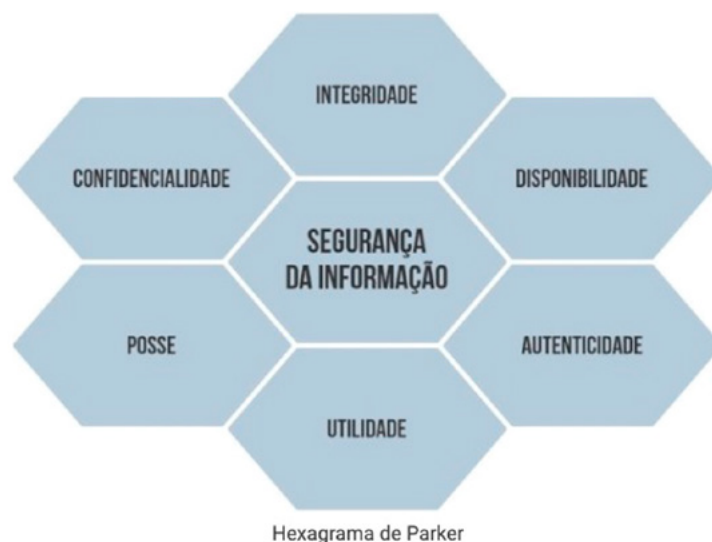 INTEGRIDADE
CONFIDENCIALIDADE
DISPONIBILIDADE
SEGURANÇA
DA INFORMAÇÃO
POSSE
AUTENTICIDADE
UTILIDADE
Hexagrama de Parker